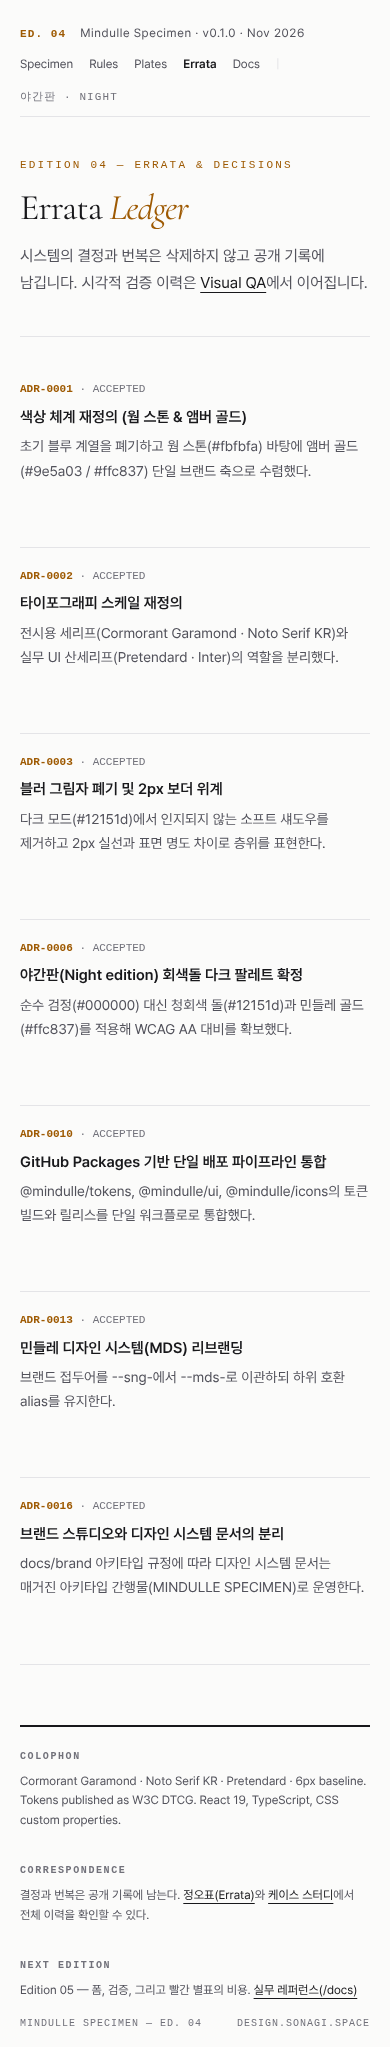 ED. 04 Mindulle Specimen · v0.1.0 · Nov 2026
Specimen Rules Plates Errata Docs
야간판 · NIGHT
EDITION 04 — ERRATA & DECISIONS
Errata Ledger
시스템의 결정과 번복은 삭제하지 않고 공개 기록에
남깁니다. 시각적 검증 이력은 Visual QA에서 이어집니다.
ADR-0001 · ACCEPTED
색상 체계 재정의 (웜 스톤 & 앰버 골드)
초기 블루 계열을 폐기하고 웜 스톤(#fbfbfa) 바탕에 앰버 골드
(#9e5a03 / #ffc837) 단일 브랜드 축으로 수렴했다.
ADR-0002 · ACCEPTED
타이포그래피 스케일 재정의
전시용 세리프(Cormorant Garamond · Noto Serif KR)와
실무 UI 산세리프(Pretendard · Inter)의 역할을 분리했다.
ADR-0003 · ACCEPTED
블러 그림자 폐기 및 2px 보더 위계
다크 모드(#12151d)에서 인지되지 않는 소프트 섀도우를
제거하고 2px 실선과 표면 명도 차이로 층위를 표현한다.
ADR-0006 · ACCEPTED
야간판(Night edition) 회색돌 다크 팔레트 확정
순수 검정(#000000) 대신 청회색 돌(#12151d)과 민들레 골드
(#ffc837)를 적용해 WCAG AA 대비를 확보했다.
ADR-0010 · ACCEPTED
GitHub Packages 기반 단일 배포 파이프라인 통합
@mindulle/tokens, @mindulle/ui, @mindulle/icons의 토큰
빌드와 릴리스를 단일 워크플로로 통합했다.
ADR-0013 · ACCEPTED
민들레 디자인 시스템(MDS) 리브랜딩
브랜드 접두어를 --sng-에서 --mds-로 이관하되 하위 호환
alias를 유지한다.
ADR-0016 · ACCEPTED
브랜드 스튜디오와 디자인 시스템 문서의 분리
docs/brand 아키타입 규정에 따라 디자인 시스템 문서는
매거진 아키타입 간행물(MINDULLE SPECIMEN)로 운영한다.
COLOPHON
Cormorant Garamond · Noto Serif KR · Pretendard · 6px baseline.
Tokens published as W3C DTCG. React 19, TypeScript, CSS
custom properties.
CORRESPONDENCE
결정과 번복은 공개 기록에 남는다. 정오표(Errata)와 케이스 스터디에서
전체 이력을 확인할 수 있다.
NEXT EDITION
Edition 05 — 폼, 검증, 그리고 빨간 별표의 비용. 실무 레퍼런스(/docs)
MINDULLE SPECIMEN — ED. 04 DESIGN.SONAGI.SPACE